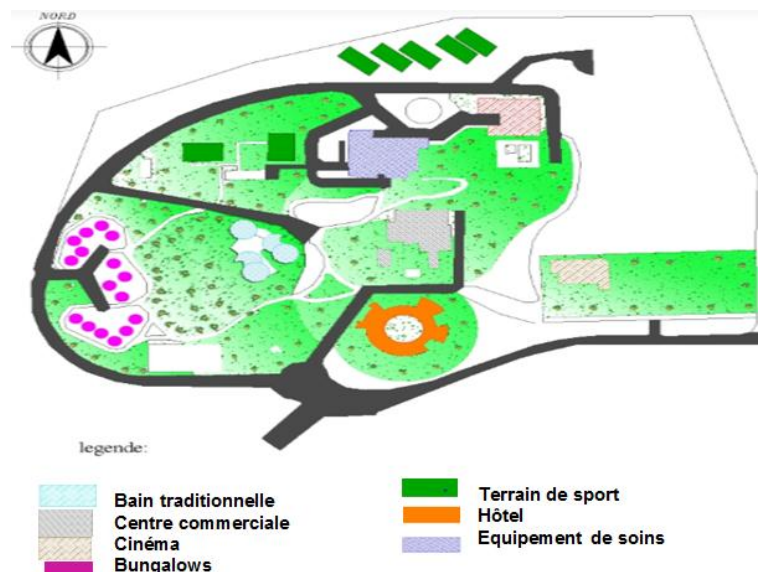 NORD
legende:
Bain traditionnelle
Centre commerciale
Cinéma
Bungalows
Terrain de sport
Hôtel
Equipement de soins